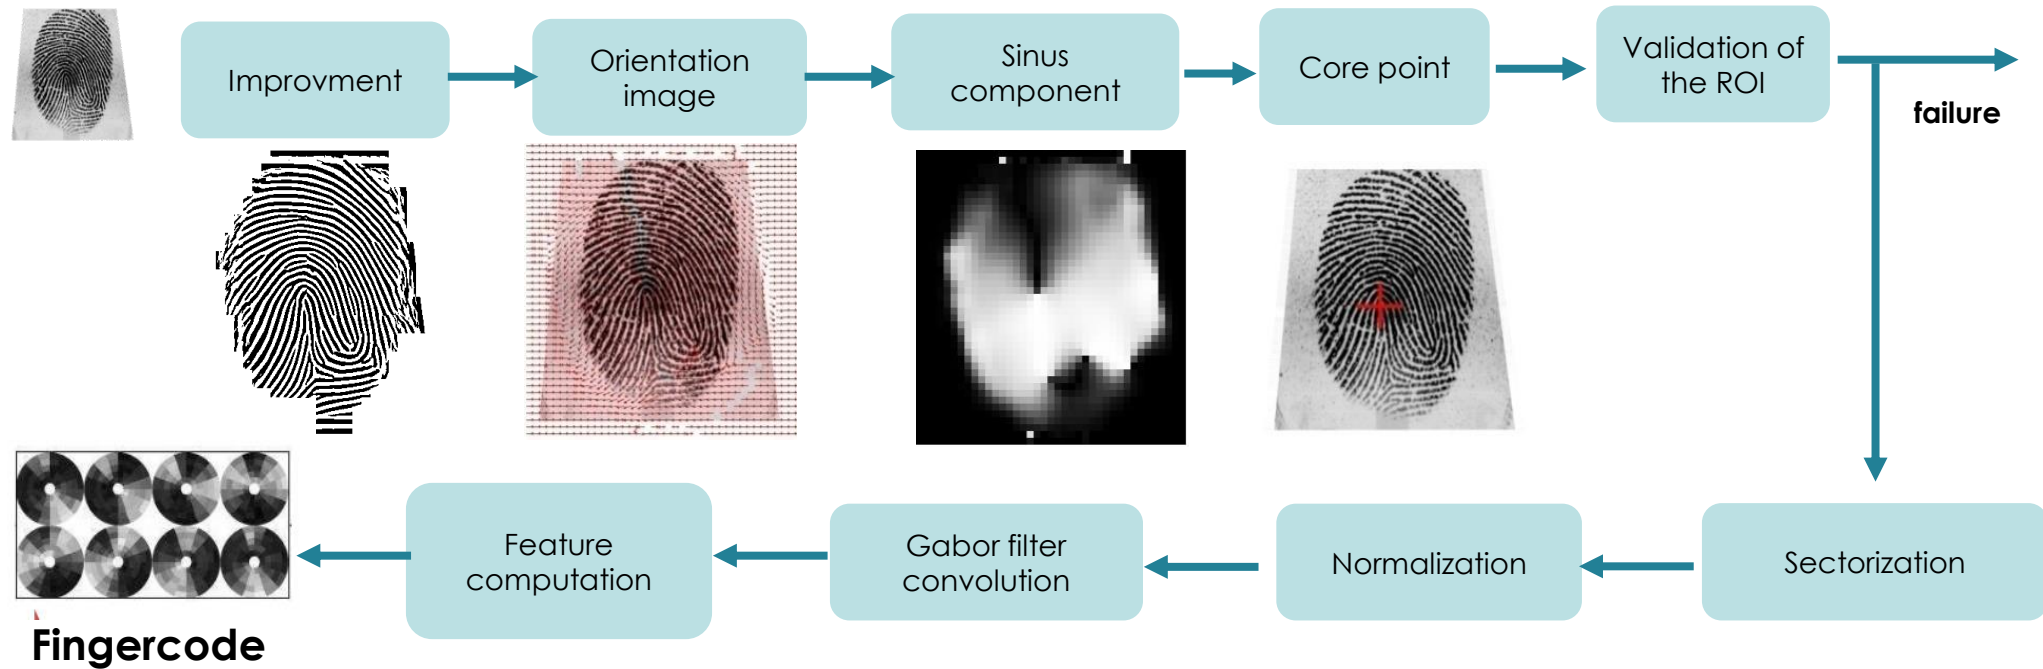 Improvment
Orientation
image
Sinus
component
Core point
Validation of
the ROI
failure
Feature
computation
Gabor filter
convolution
Normalization
Sectorization
Fingercode